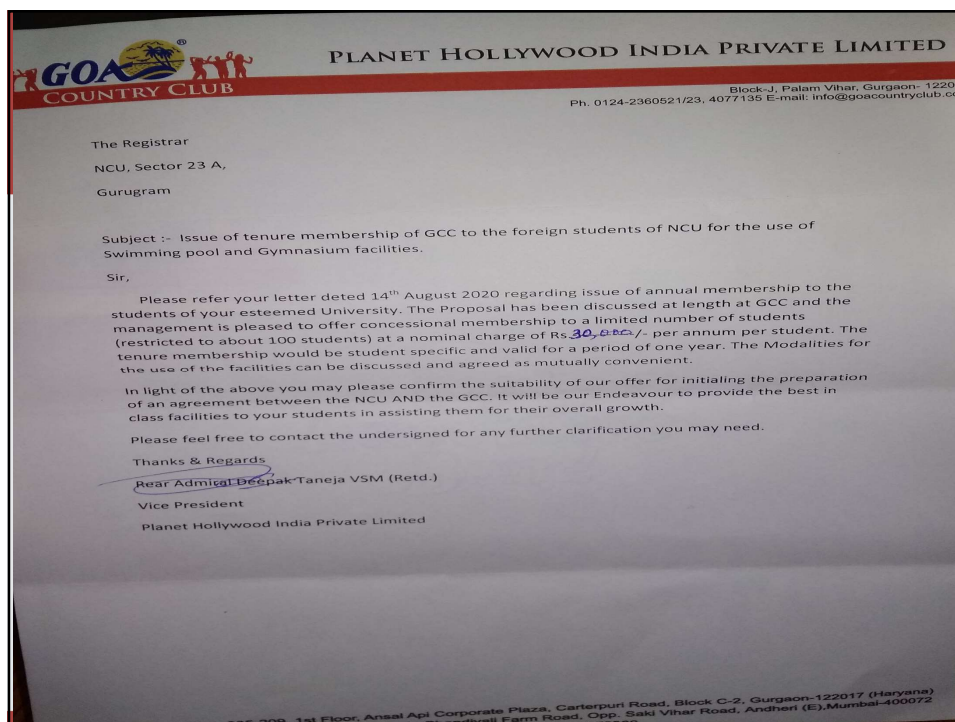 GOA
COUNTRY CLUB
®
PLANET HOLLYWOOD INDIA PRIVATE LIMITED
Block-J, Palam Vihar, Gurgaon- 1220
Ph. 0124-2360521/23, 4077135 E-mail: info@goacountryclub.co
The Registrar
NCU, Sector 23 A,
Gurugram
Subject :- Issue of tenure membership of GCC to the foreign students of NCU for the use of
Swimming pool and Gymnasium facilities.
Sir,
Please refer your letter deted 14th August 2020 regarding issue of annual membership to the
students of your esteemed University. The Proposal has been discussed at length at GCC and the
management is pleased to offer concessional membership to a limited number of students
(restricted to about 100 students) at a nominal charge of Rs.30,000/- per annum per student. The
tenure membership would be student specific and valid for a period of one year. The Modalities for
the use of the facilities can be discussed and agreed as mutually convenient.
In light of the above you may please confirm the suitability of our offer for initialing the preparation
of an agreement between the NCU AND the GCC. It will be our Endeavour to provide the best in
class facilities to your students in assisting them for their overall growth.
Please feel free to contact the undersigned for any further clarification you may need.
Thanks & Regards
Rear Admiral Deepak Taneja VSM (Retd.)
Vice President
Planet Hollywood India Private Limited
209, 1st Floor, Ansal Api Corporate Plaza, Carterpuri Road, Block C-2, Gurgaon-122017 (Haryana)
Farm Road, Opp. Saki Vihar Road, Andheri (E),Mumbai-400072